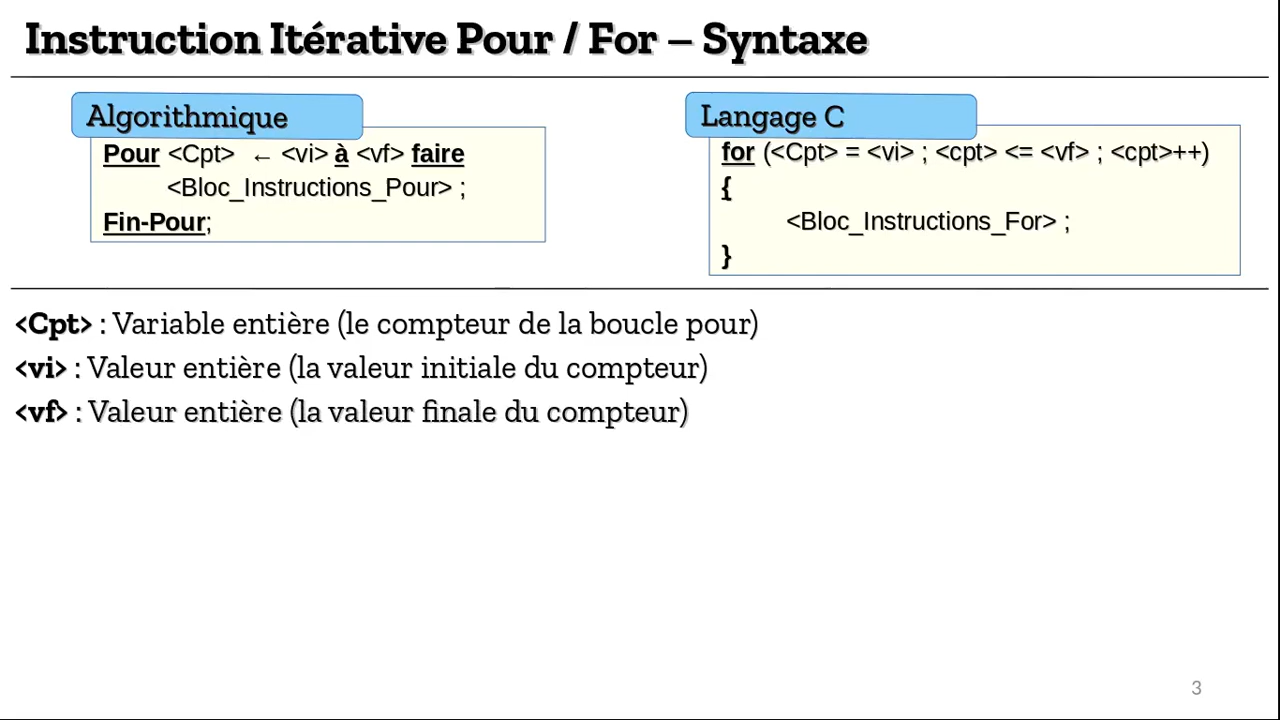 Instruction Itérative Pour / For – Syntaxe
Algorithmique
Pour <Cpt> ← <vi> à <vf> faire
<Bloc_Instructions_Pour> ;
Fin-Pour;
Langage C
for (<Cpt> = <vi> ; <cpt> <= <vf> ; <cpt>++)
{
<Bloc_Instructions_For> ;
}
<Cpt> : Variable entière (le compteur de la boucle pour)
<vi> : Valeur entière (la valeur initiale du compteur)
<vf> : Valeur entière (la valeur finale du compteur)
3